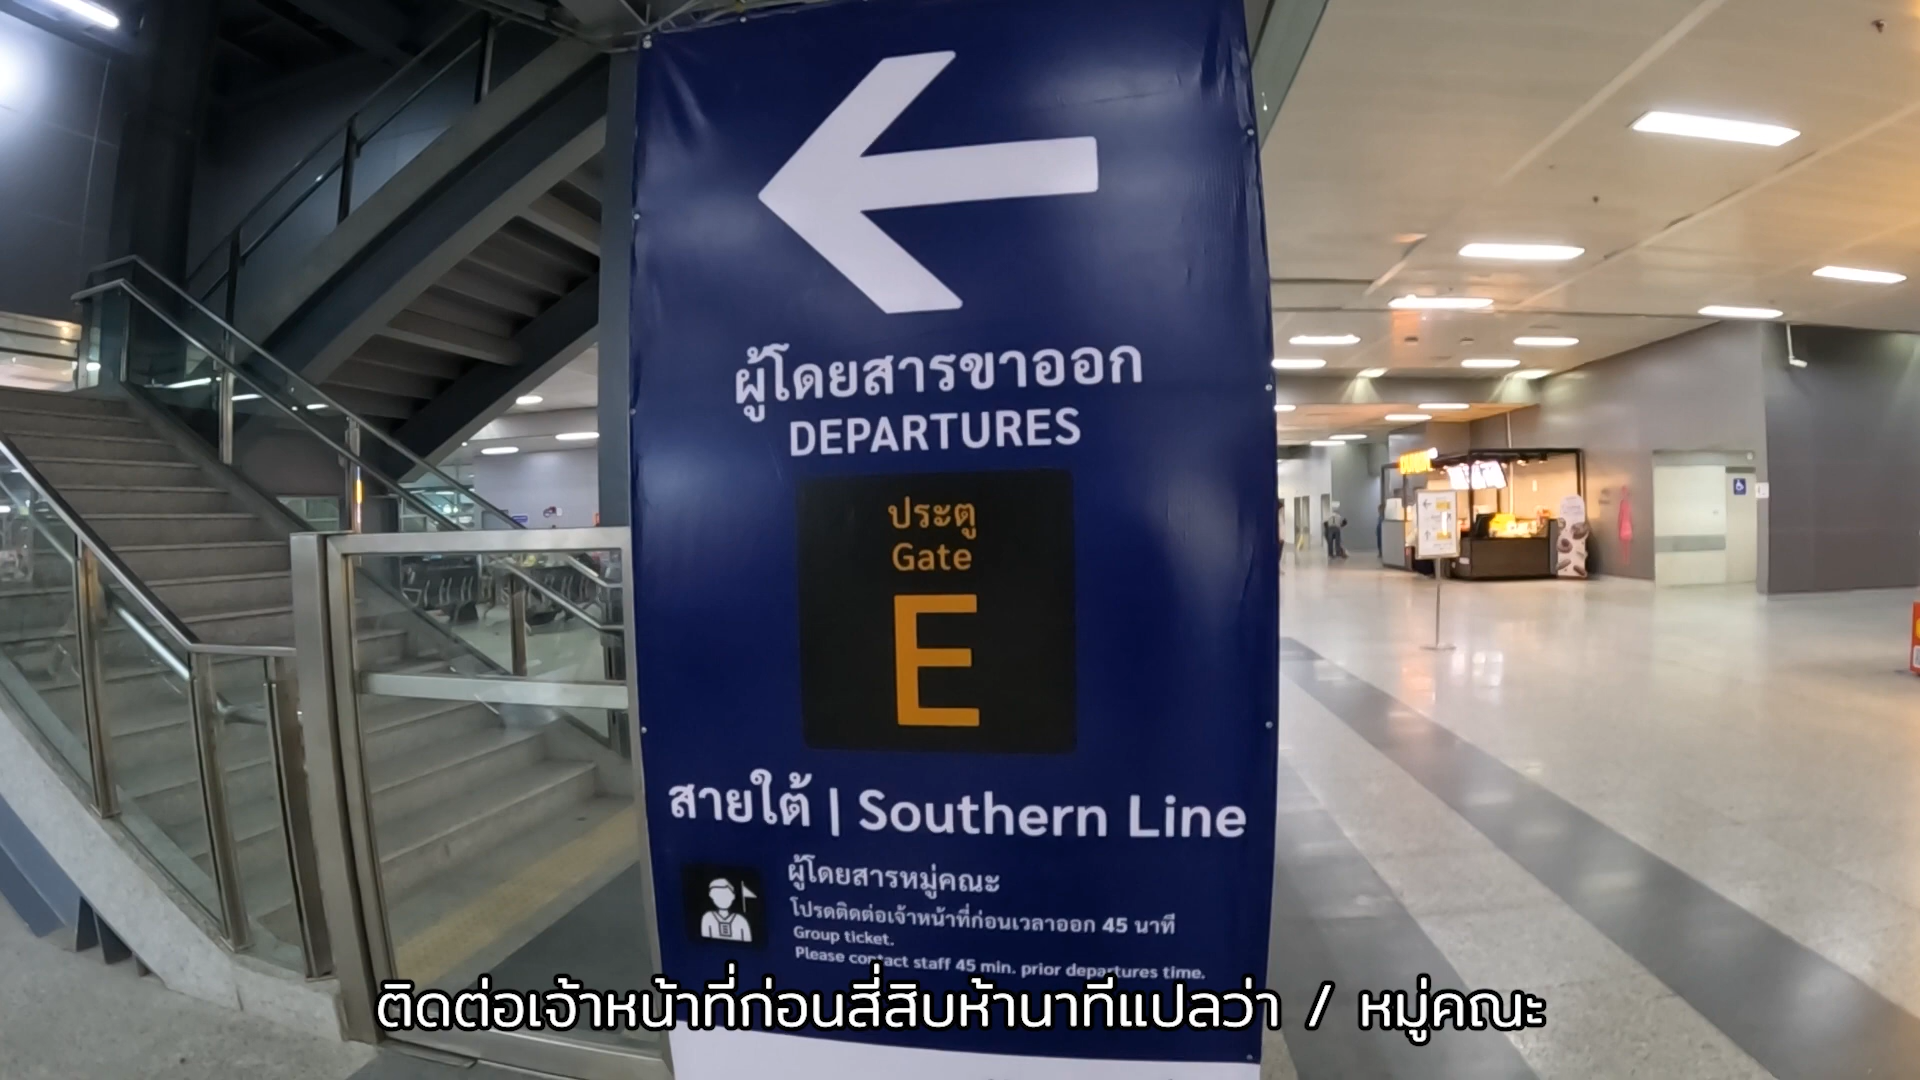 ผู้โดยสารขาออก
DEPARTURES
ประตู
Gate
E
สายใต้ | Southern Line
ผู้โดยสารหมู่คณะ
โปรดติดต่อเจ้าหน้าที่ก่อนเวลาออก 45 นาที
Group ticket.
Please contact staff 45 min. prior departures time.
ติดต่อเจ้าหน้าที่ก่อนสี่สิบห้านาทีแปลว่า / หมู่คณะ